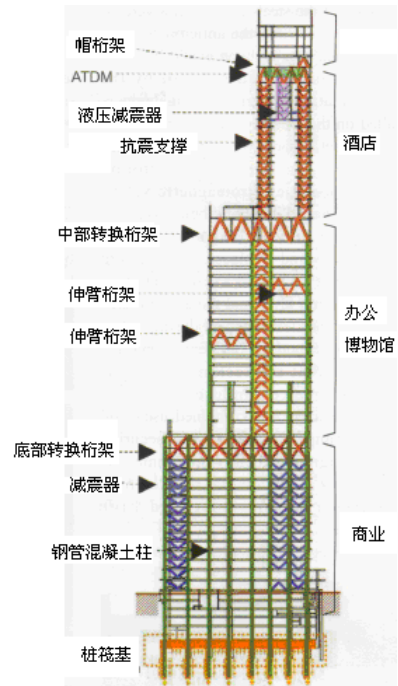 帽桁架
ATDM
液压减震器
抗震支撑
酒店
中部转换桁架
伸臂桁架
伸臂桁架
办公
博物馆
底部转换桁架
减震器
钢管混凝土柱
商业
桩筏基